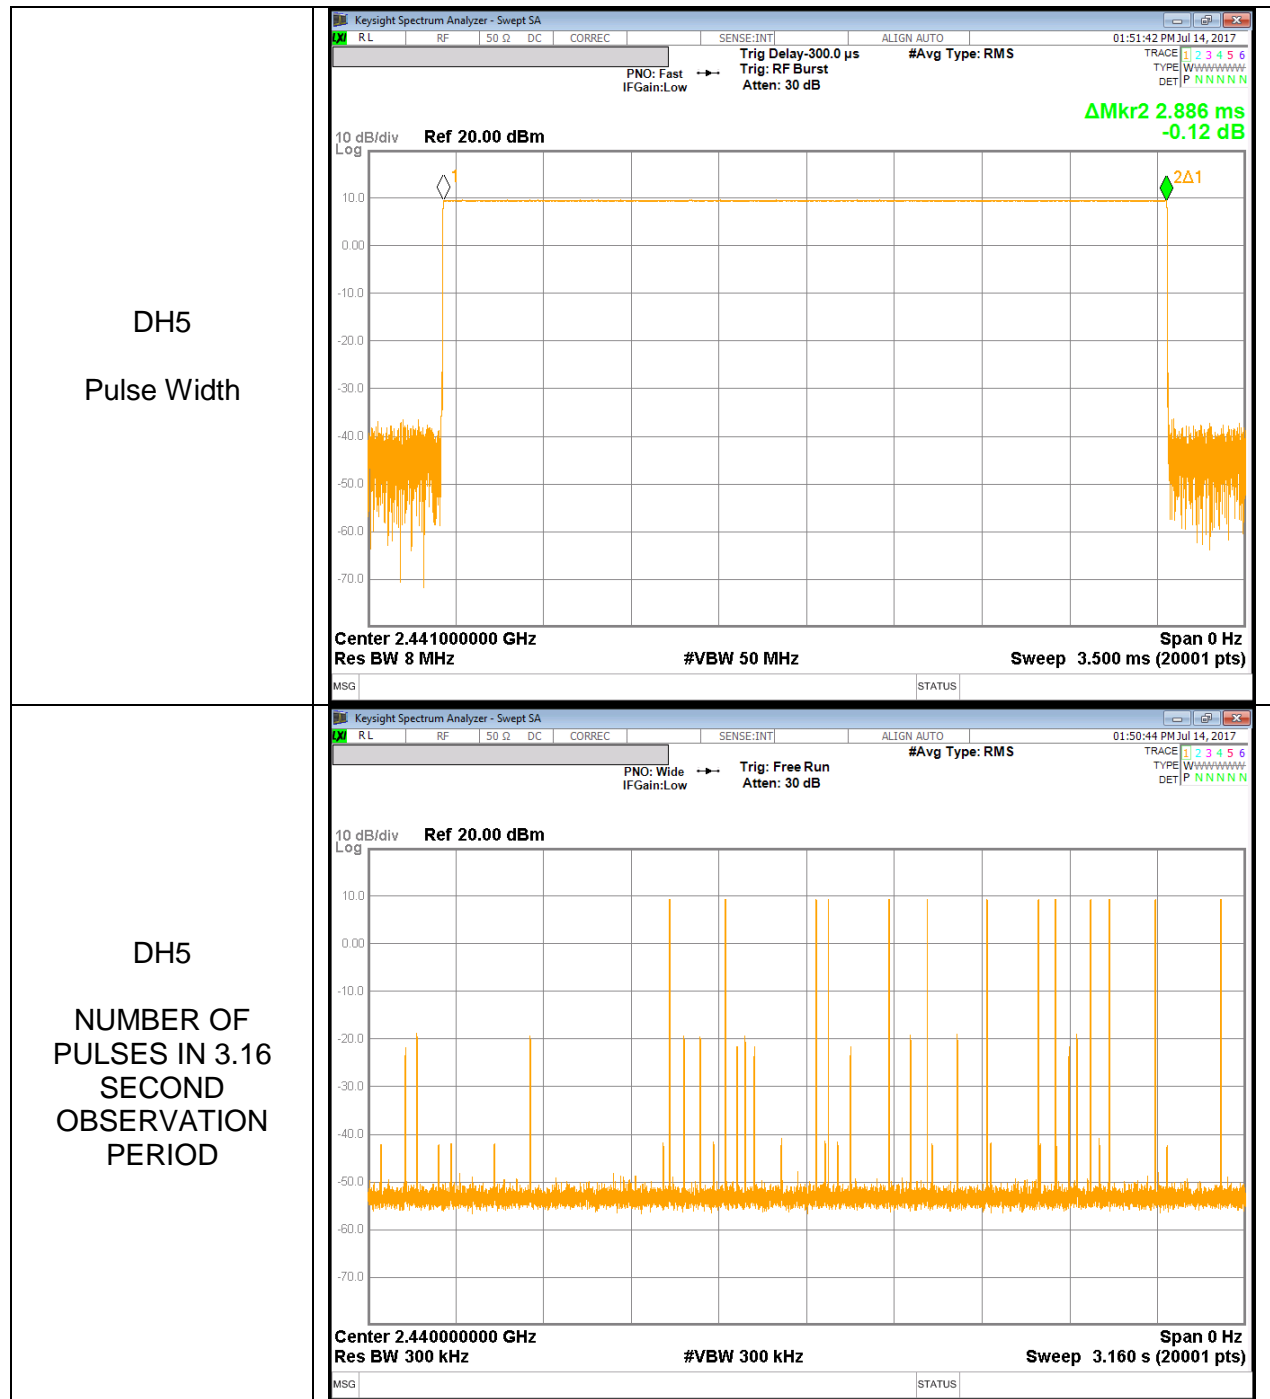 DH5
Pulse Width
Keysight Spectrum Analyzer - Swept SA
LXI RL RF 50 Ω DC CORREC SENSE:INT ALIGN AUTO 01:51:42 PM Jul 14, 2017
Trig Delay-300.0 µs #Avg Type: RMS TRACE 1 2 3 4 5 6
PNO: Fast Trig: RF Burst TYPE WWWWWW
IFGain:Low Atten: 30 dB DET P N N N N N
ΔMkr2 2.886 ms
-0.12 dB
10 dB/div Ref 20.00 dBm
Log
1
2Δ1
10.0
0.00
-10.0
-20.0
-30.0
-40.0
-50.0
-60.0
-70.0
Center 2.441000000 GHz Span 0 Hz
Res BW 8 MHz #VBW 50 MHz Sweep 3.500 ms (20001 pts)
MSG STATUS
DH5
NUMBER OF
PULSES IN 3.16
SECOND
OBSERVATION
PERIOD
Keysight Spectrum Analyzer - Swept SA
LXI RL RF 50 Ω DC CORREC SENSE:INT ALIGN AUTO 01:50:44 PM Jul 14, 2017
#Avg Type: RMS TRACE 1 2 3 4 5 6
PNO: Wide Trig: Free Run TYPE WWWWWW
IFGain:Low Atten: 30 dB DET P N N N N N
10 dB/div Ref 20.00 dBm
Log
10.0
0.00
-10.0
-20.0
-30.0
-40.0
-50.0
-60.0
-70.0
Center 2.440000000 GHz Span 0 Hz
Res BW 300 kHz #VBW 300 kHz Sweep 3.160 s (20001 pts)
MSG STATUS